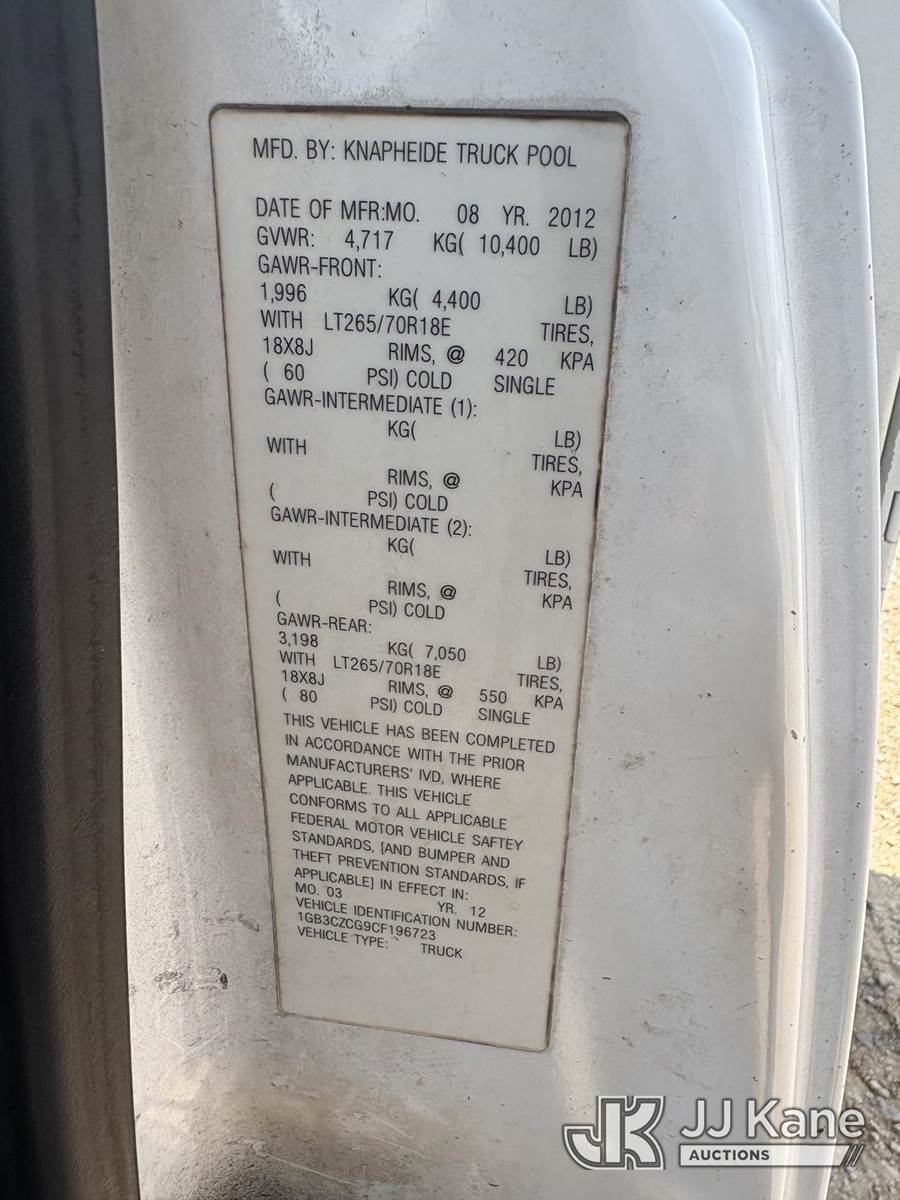 MFD. BY: KNAPHEIDE TRUCK POOL
DATE OF MFR:MO. 08 YR. 2012
GVWR: 4,717 KG( 10,400 LB)
GAWR-FRONT:
1,996 KG( 4,400 LB)
WITH LT265/70R18E TIRES,
18X8J RIMS, @ 420 KPA
( 60 PSI) COLD SINGLE
GAWR-INTERMEDIATE (1):
KG( LB)
WITH TIRES,
RIMS, @ KPA
( PSI) COLD
GAWR-INTERMEDIATE (2):
KG( LB)
WITH TIRES,
RIMS, @ KPA
( PSI) COLD
GAWR-REAR:
3,198 KG( 7,050 LB)
WITH LT265/70R18E TIRES,
18X8J RIMS, @ 550 KPA
( 80 PSI) COLD SINGLE
THIS VEHICLE HAS BEEN COMPLETED
IN ACCORDANCE WITH THE PRIOR
MANUFACTURERS' IVD, WHERE
APPLICABLE. THIS VEHICLE
CONFORMS TO ALL APPLICABLE
FEDERAL MOTOR VEHICLE SAFTEY
STANDARDS, [AND BUMPER AND
THEFT PREVENTION STANDARDS, IF
APPLICABLE] IN EFFECT IN:
MO. 03 YR. 12
VEHICLE IDENTIFICATION NUMBER:
1GB3CZCG9CF196723
VEHICLE TYPE: TRUCK
JK JJ Kane
AUCTIONS